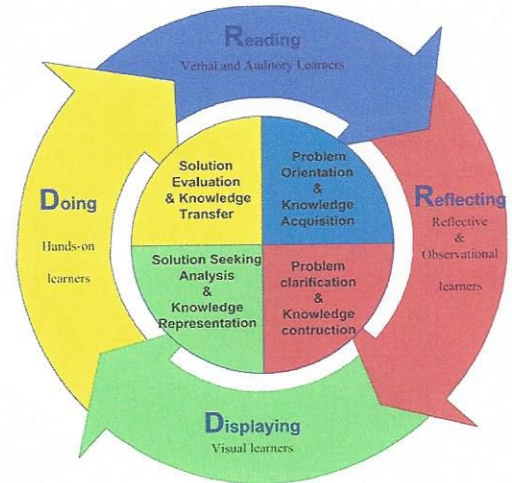 Reading
Verbal and Auditory Learners
Reflecting
Reflective
&
Observational
learners
Displaying
Visual learners
Doing
Hands-on
learners
Solution
Evaluation
& Knowledge
Transfer
Problem
Orientation
&
Knowledge
Acquisition
Solution Seeking
Analysis
&
Knowledge
Representation
Problem
clarification
&
Knowledge
contruction